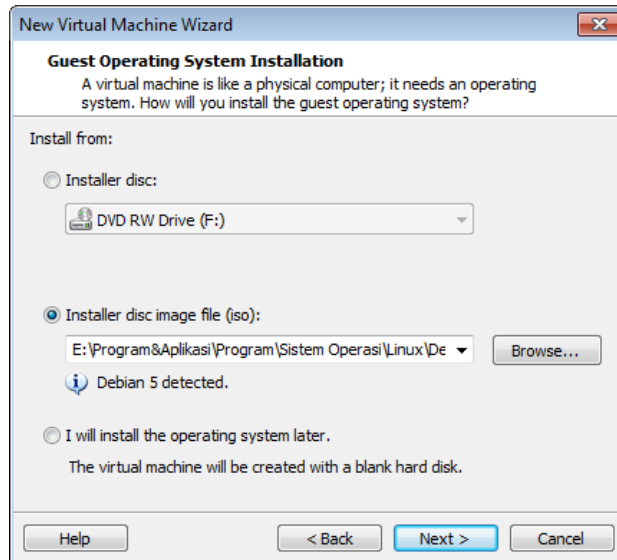 New Virtual Machine Wizard
Guest Operating System Installation
A virtual machine is like a physical computer; it needs an operating
system. How will you install the guest operating system?
Install from:
Installer disc:
DVD RW Drive (F:)
Installer disc image file (iso):
E:\Program&Aplikasi\Program\Sistem Operasi\Linux\De
Browse...
Debian 5 detected.
I will install the operating system later.
The virtual machine will be created with a blank hard disk.
Help
< Back
Next >
Cancel